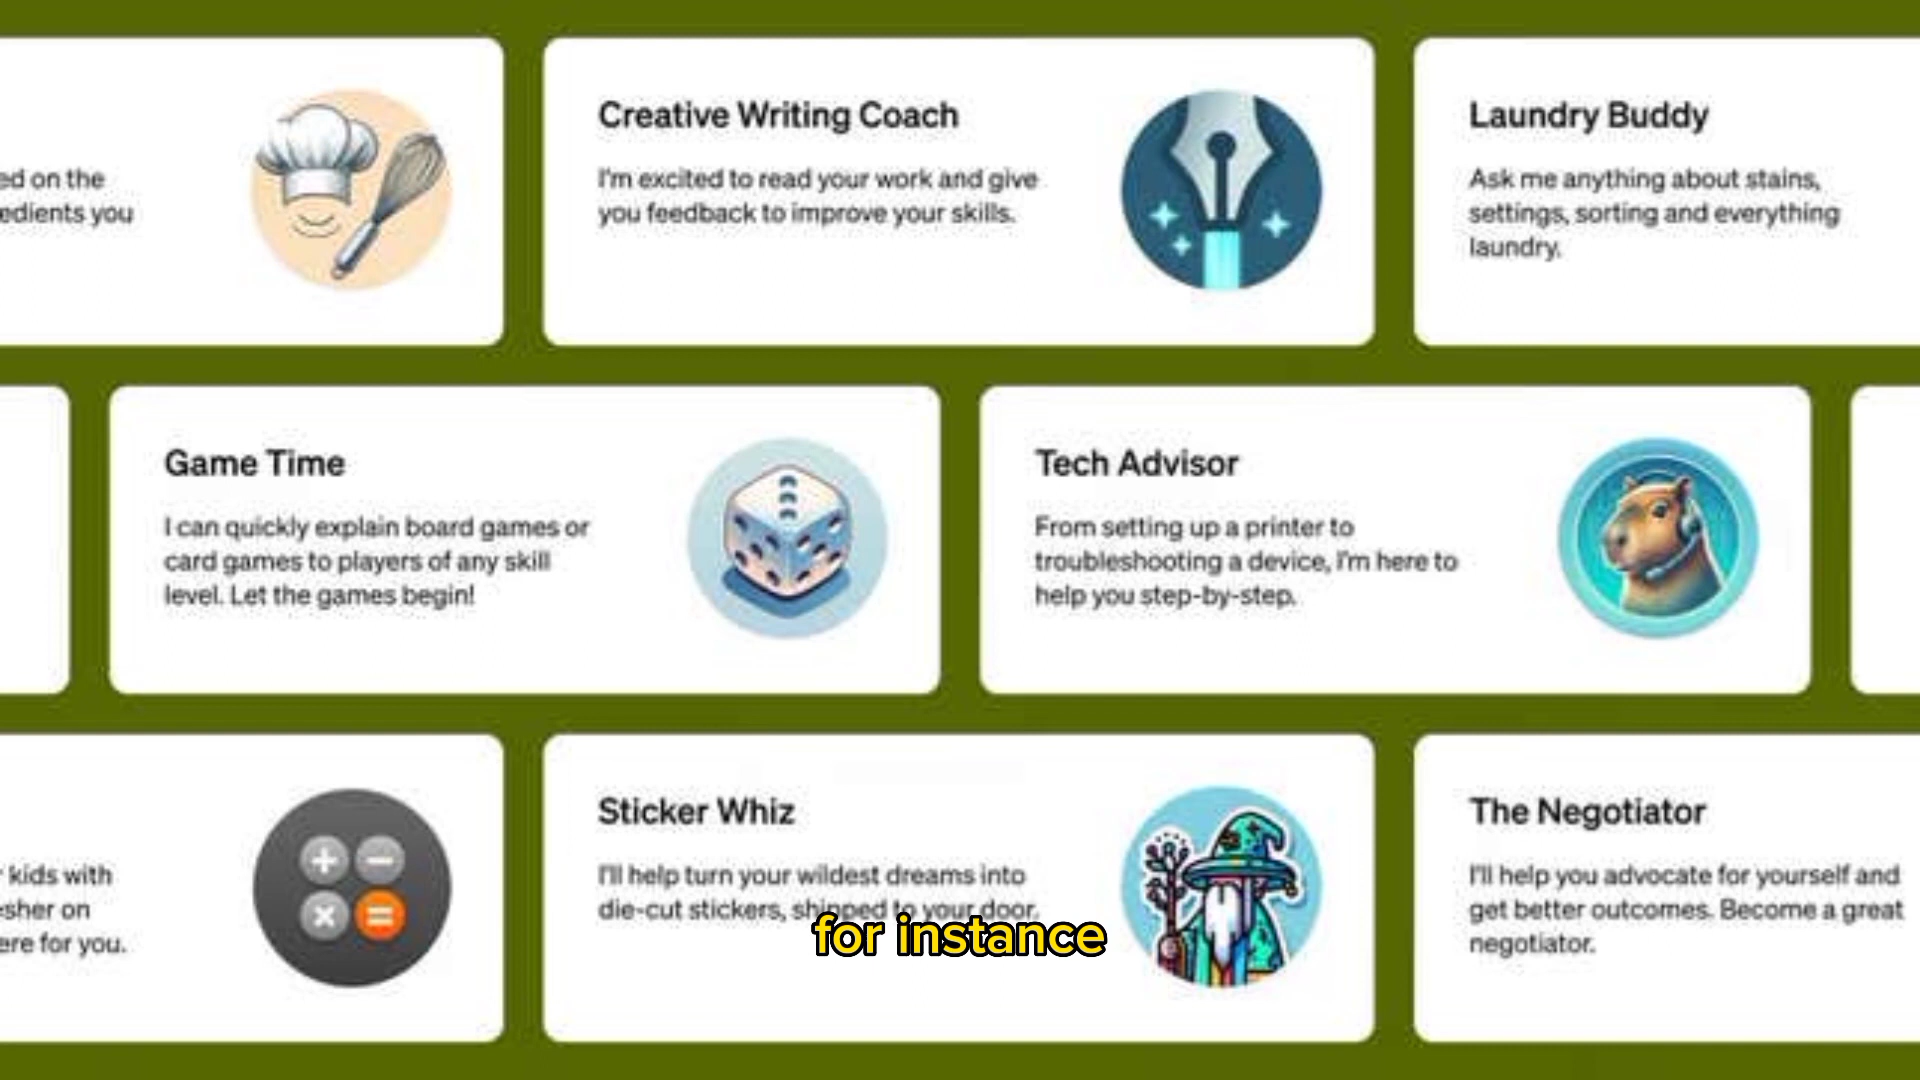 ed on the
edients you
Creative Writing Coach
I'm excited to read your work and give
you feedback to improve your skills.
Laundry Buddy
Ask me anything about stains,
settings, sorting and everything
laundry.
Game Time
I can quickly explain board games or
card games to players of any skill
level. Let the games begin!
Tech Advisor
From setting up a printer to
troubleshooting a device, I'm here to
help you step-by-step.
kids with
esher on
ere for you.
Sticker Whiz
I'll help turn your wildest dreams into
die-cut stickers, shipped to your door.
for instance
The Negotiator
I'll help you advocate for yourself and
get better outcomes. Become a great
negotiator.